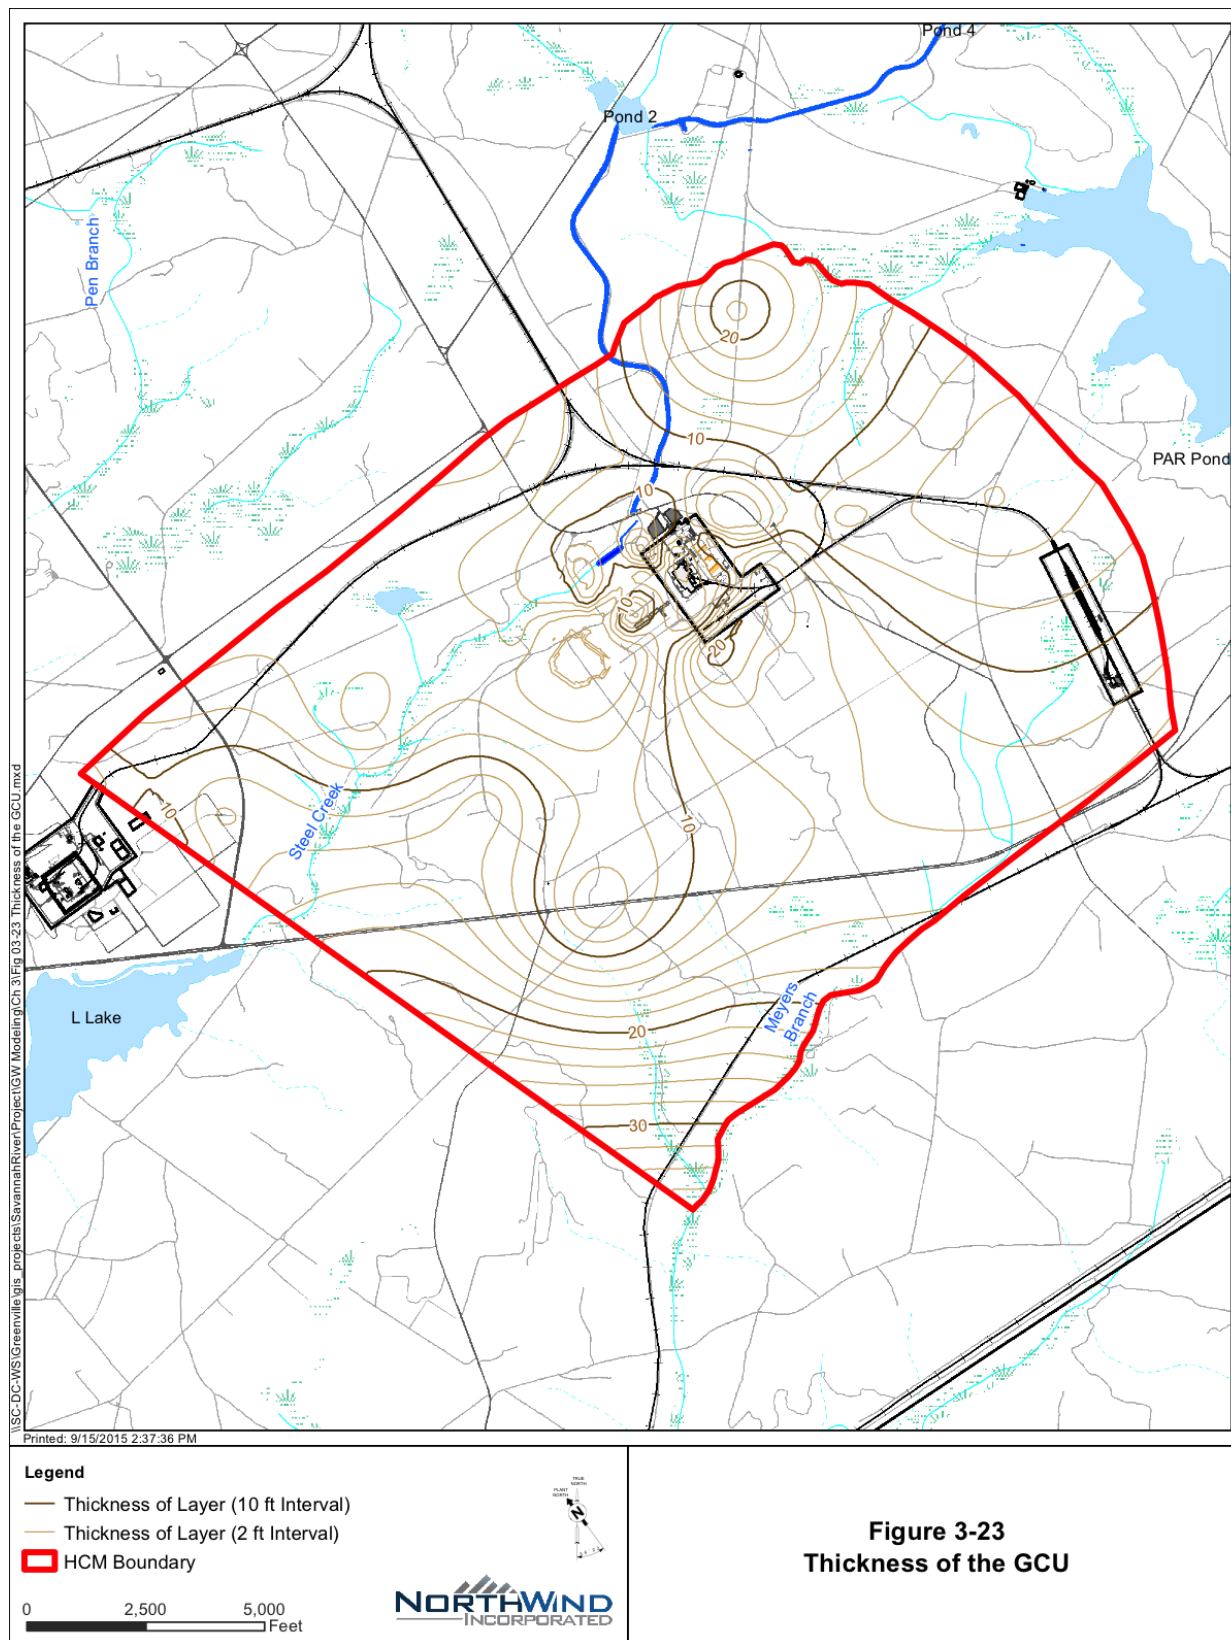 Pond 4
Pond 2
Pen Branch
20
10
PAR Pond
10
10
20
10
10
Steel Creek
L Lake
Meyers
Branch
20
30
\\SC-DC-WS\Greenville\gis_projects\SavannahRiver\Project\GW Modeling\Ch 3\Fig 03-23 Thickness of the GCU.mxd
Printed: 9/15/2015 2:37:36 PM
Legend
Thickness of Layer (10 ft Interval)
Thickness of Layer (2 ft Interval)
HCM Boundary
0 2,500 5,000
Feet
TRUE
NORTH
PLANT
NORTH
N
NORTHWIND
INCORPORATED
Figure 3-23
Thickness of the GCU